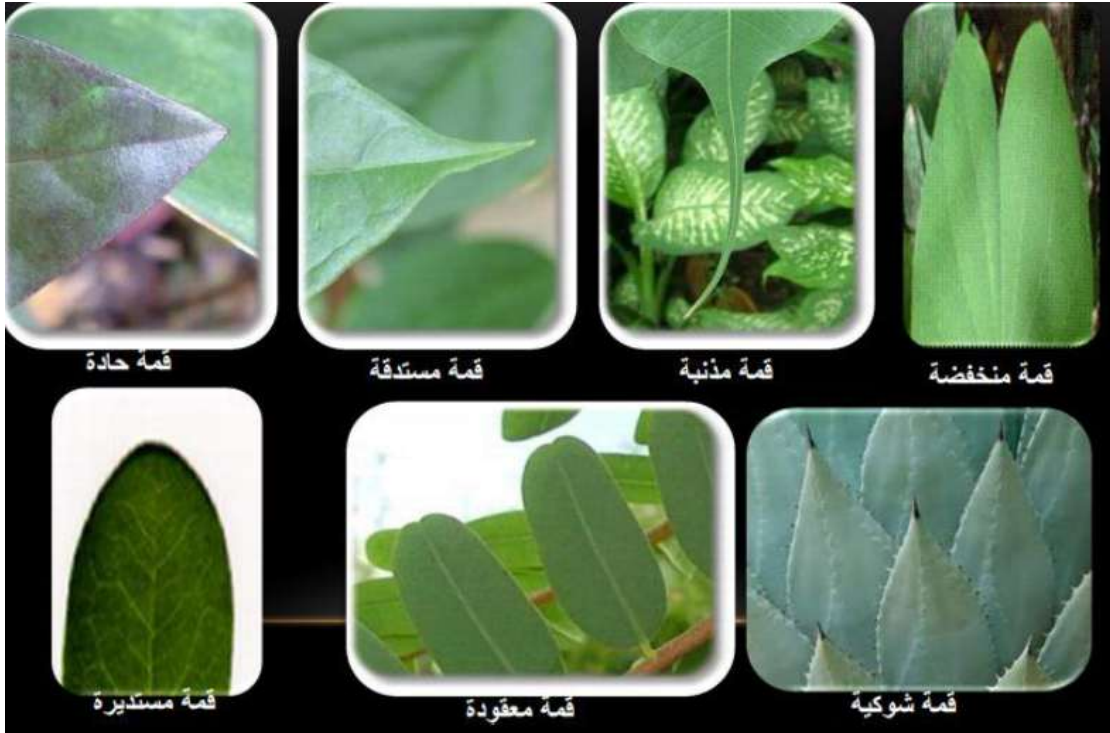 قمة منخفضة
قمة مذنبة
قمة مستدقة
قمة حادة
قمة شوكية
قمة معقودة
قمة مستديرة